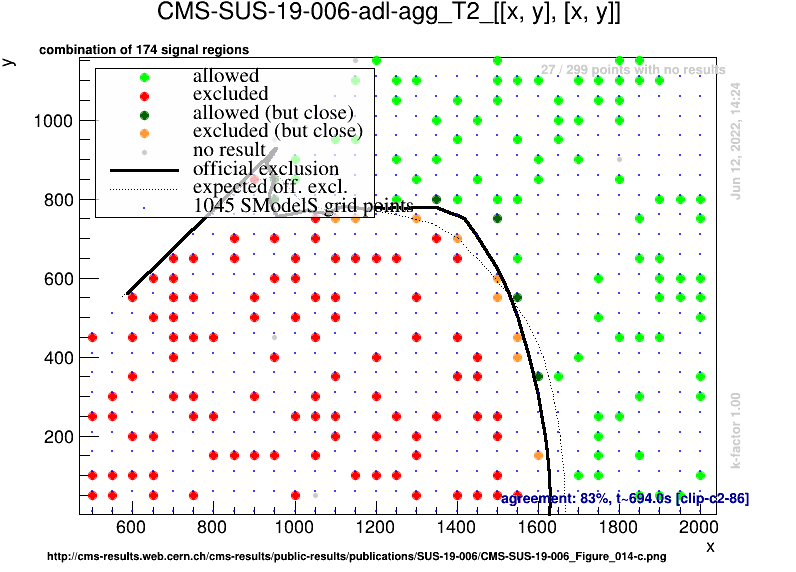 CMS-SUS-19-006-adl-agg_T2_[[x, y], [x, y]]
y
combination of 174 signal regions
27 / 299 points with no results
allowed
excluded
allowed (but close)
excluded (but close)
no result
official exclusion
expected off. excl.
1045 SModelS grid points
1000
800
600
400
200
Jun 12, 2022, 14:24
k-factor 1.00
agreement: 83%, t~694.0s [clip-c2-86]
600 800 1000 1200 1400 1600 1800 2000
x
http://cms-results.web.cern.ch/cms-results/public-results/publications/SUS-19-006/CMS-SUS-19-006_Figure_014-c.png